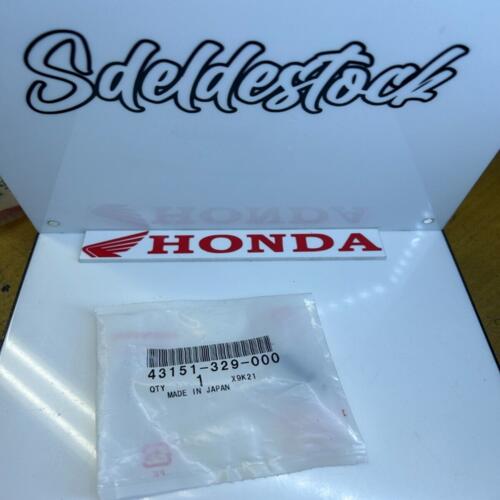 Sdeldestock
HONDA
43151-329-000
QTY 1 X9K21
MADE IN JAPAN